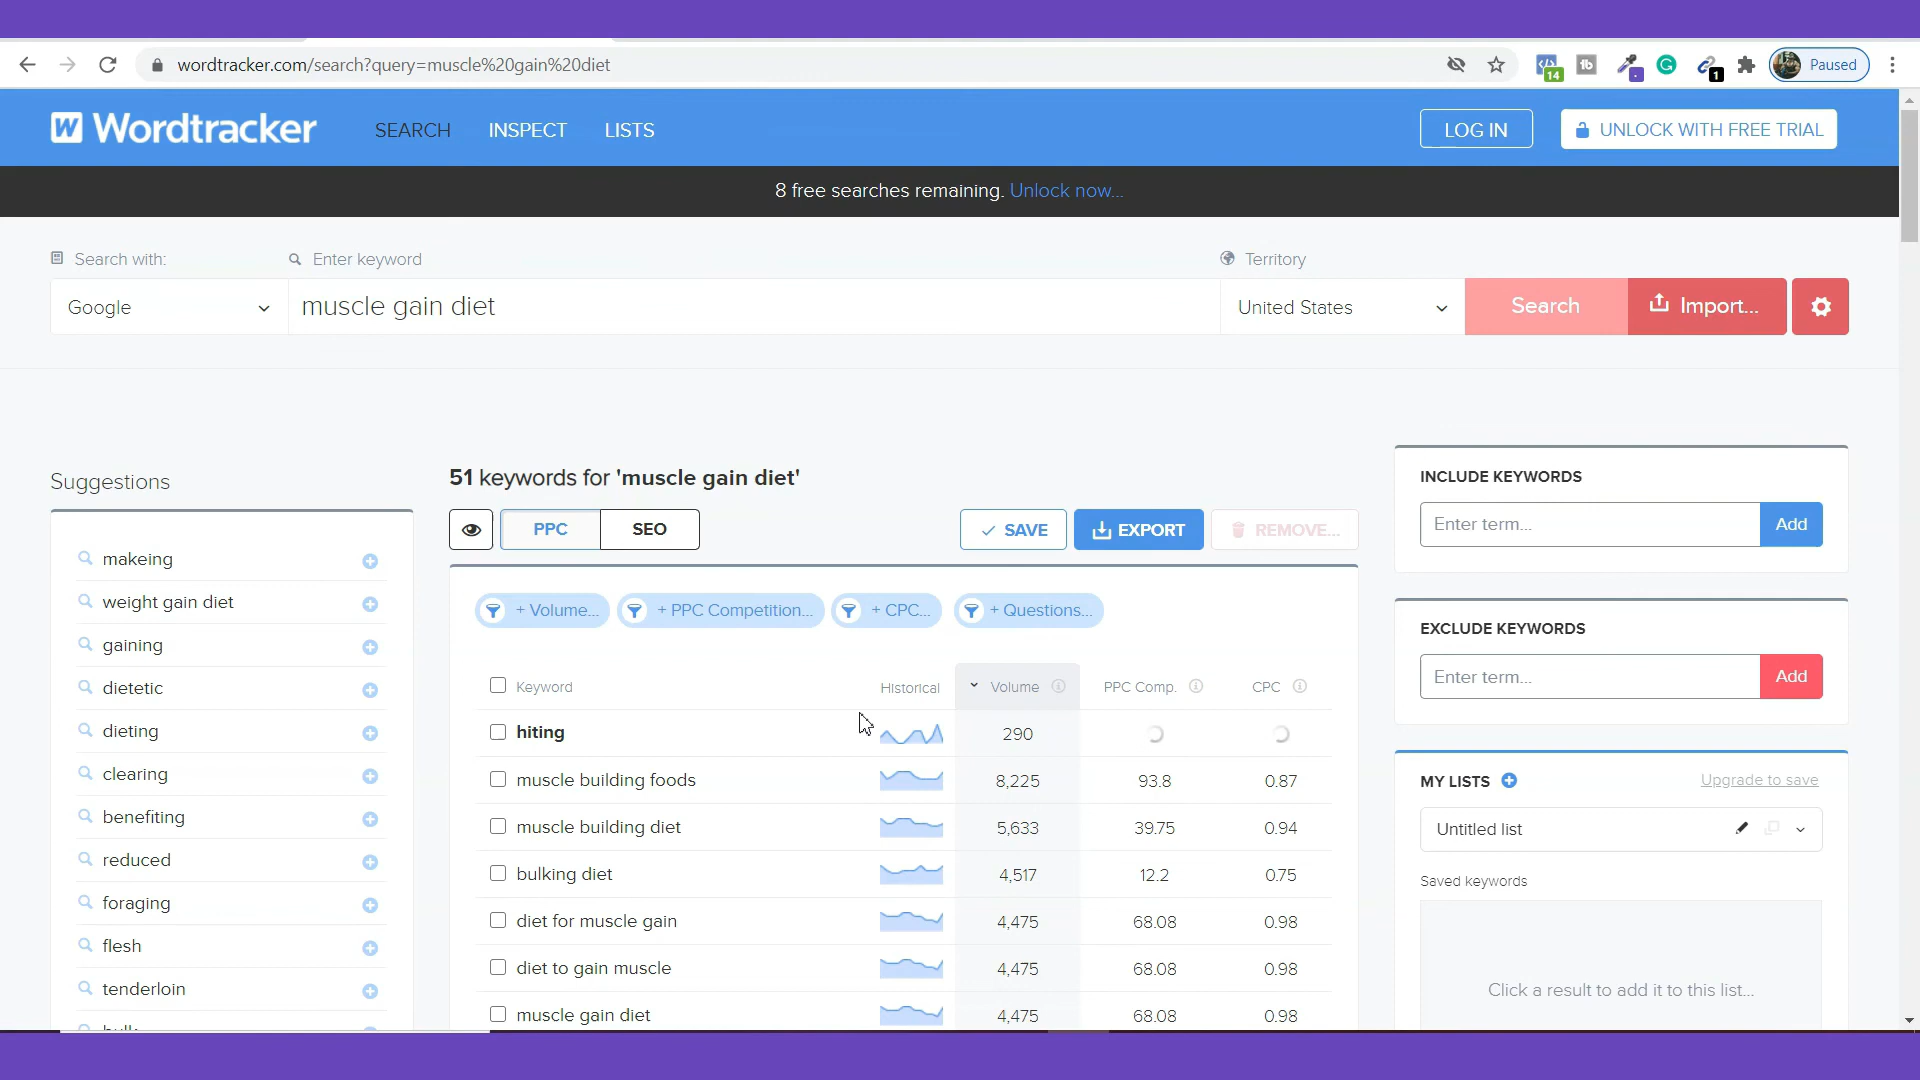 wordtracker.com/search?query=muscle%20gain%20diet
14
1
Paused
W Wordtracker
SEARCH
INSPECT
LISTS
LOG IN
UNLOCK WITH FREE TRIAL
8 free searches remaining. Unlock now...
Search with:
Enter keyword
Territory
Google
muscle gain diet
United States
Search
Import...
Suggestions
makeing
weight gain diet
gaining
dietetic
dieting
clearing
benefiting
reduced
foraging
flesh
tenderloin
51 keywords for 'muscle gain diet'
PPC
SEO
SAVE
EXPORT
REMOVE...
+ Volume...
+ PPC Competition...
+ CPC...
+ Questions...
Keyword Historical Volume PPC Comp. CPC
hiting 290
muscle building foods 8,225 93.8 0.87
muscle building diet 5,633 39.75 0.94
bulking diet 4,517 12.2 0.75
diet for muscle gain 4,475 68.08 0.98
diet to gain muscle 4,475 68.08 0.98
muscle gain diet 4,475 68.08 0.98
INCLUDE KEYWORDS
Enter term...
Add
EXCLUDE KEYWORDS
Enter term...
Add
MY LISTS
Upgrade to save
Untitled list
Saved keywords
Click a result to add it to this list...